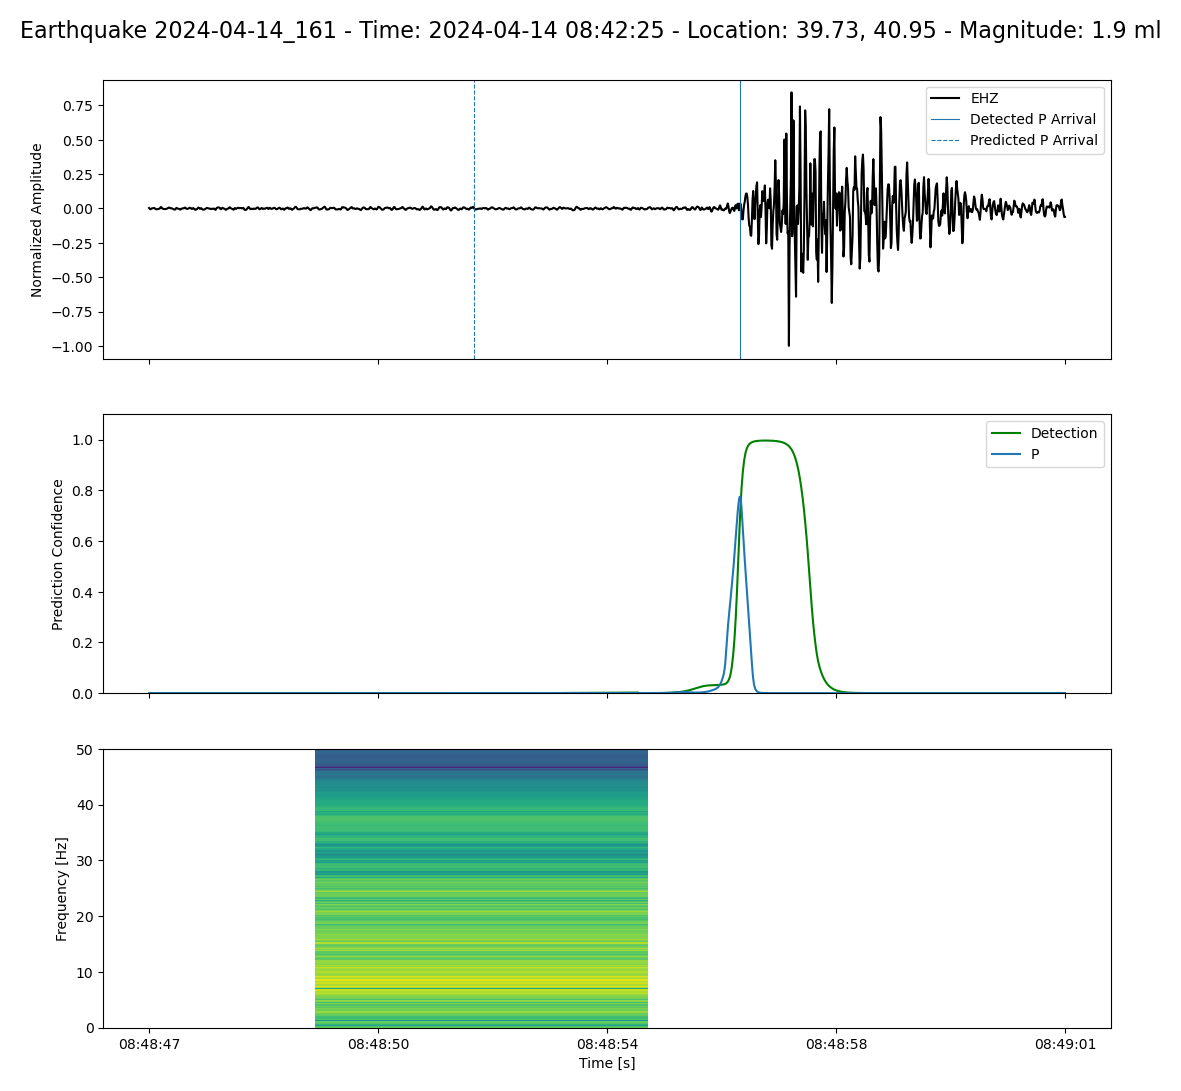 Earthquake 2024-04-14_161 - Time: 2024-04-14 08:42:25 - Location: 39.73, 40.95 - Magnitude: 1.9 ml
Normalized Amplitude
0.75
0.50
0.25
0.00
−0.25
−0.50
−0.75
−1.00
EHZ
Detected P Arrival
Predicted P Arrival
Prediction Confidence
1.0
0.8
0.6
0.4
0.2
0.0
Detection
P
Frequency [Hz]
50
40
30
20
10
0
08:48:47 08:48:50 08:48:54 08:48:58 08:49:01
Time [s]